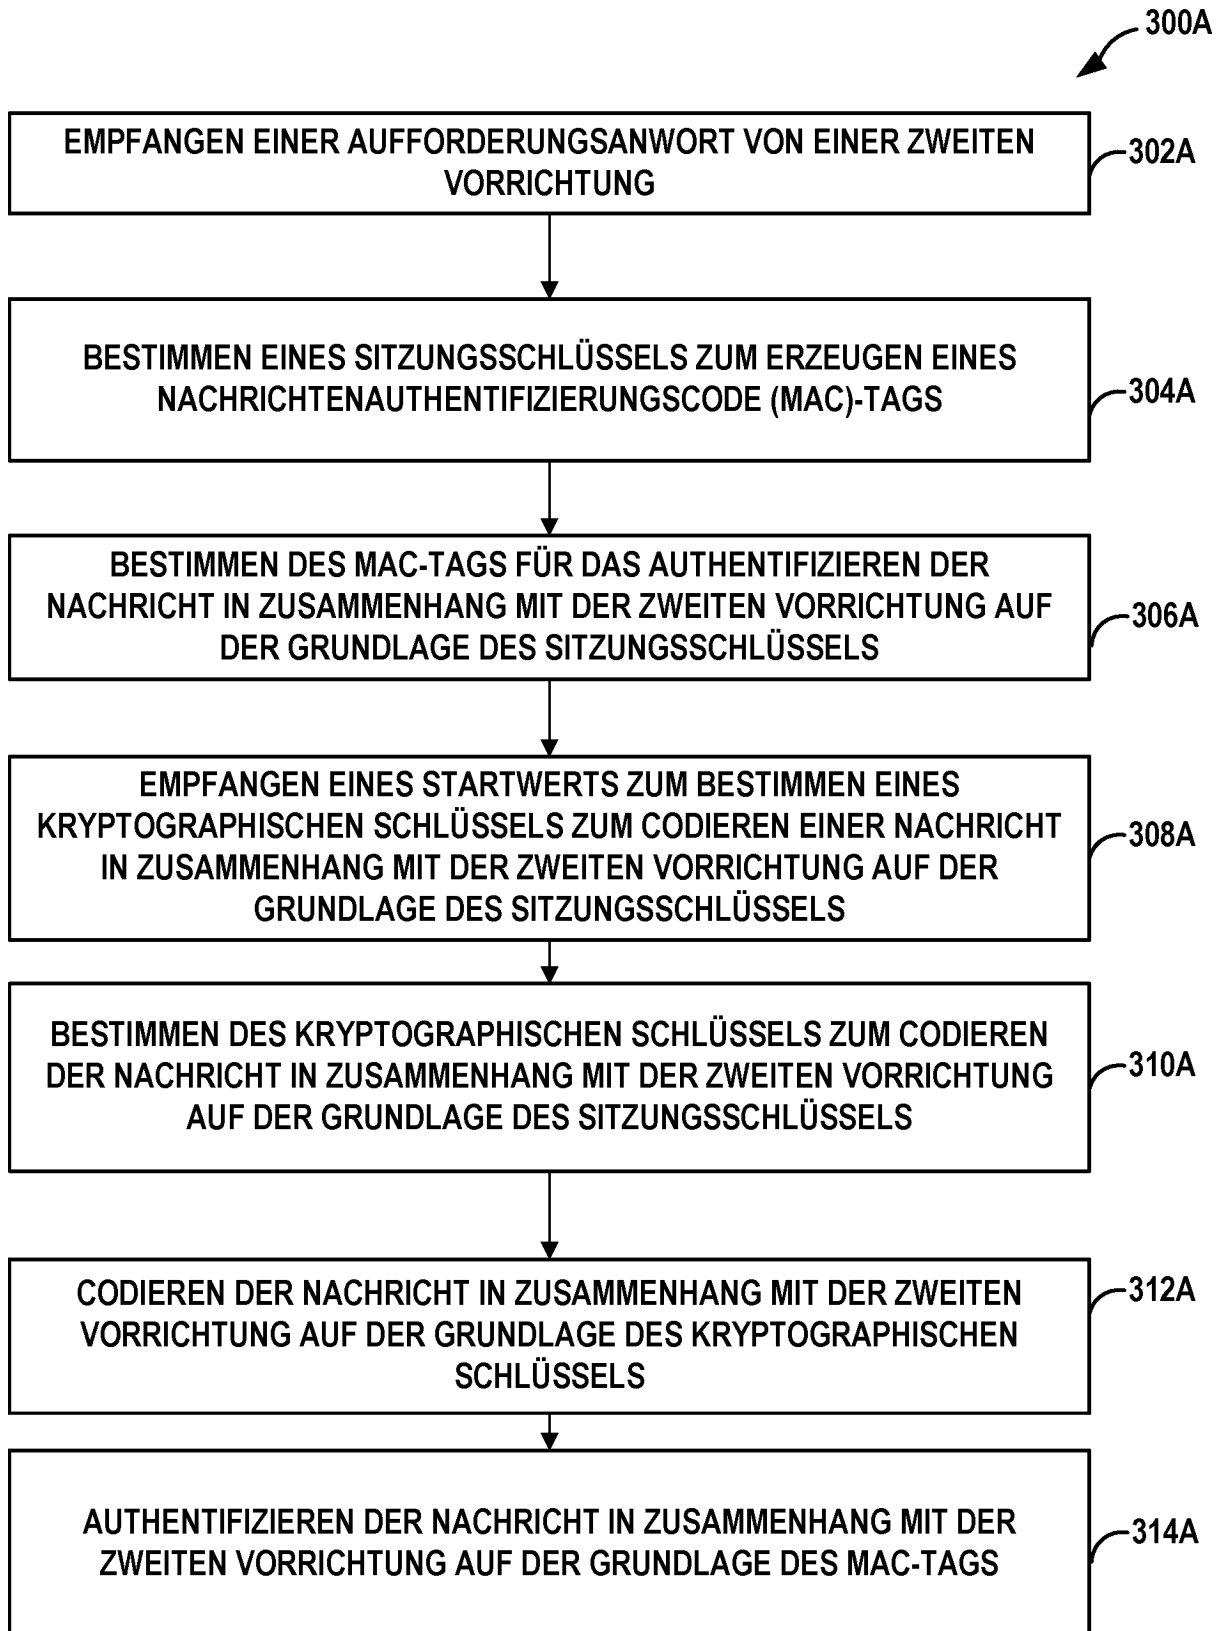 300A
EMPFANGEN EINER AUFFORDERUNGSANWORT VON EINER ZWEITEN
VORRICHTUNG
302A
BESTIMMEN EINES SITZUNGSSCHLÜSSELS ZUM ERZEUGEN EINES
NACHRICHTENAUTHENTIFIZIERUNGSCODE (MAC)-TAGS
304A
BESTIMMEN DES MAC-TAGS FÜR DAS AUTHENTIFIZIEREN DER
NACHRICHT IN ZUSAMMENHANG MIT DER ZWEITEN VORRICHTUNG AUF
DER GRUNDLAGE DES SITZUNGSSCHLÜSSELS
306A
EMPFANGEN EINES STARTWERTS ZUM BESTIMMEN EINES
KRYPTOGRAPHISCHEN SCHLÜSSELS ZUM CODIEREN EINER NACHRICHT
IN ZUSAMMENHANG MIT DER ZWEITEN VORRICHTUNG AUF DER
GRUNDLAGE DES SITZUNGSSCHLÜSSELS
308A
BESTIMMEN DES KRYPTOGRAPHISCHEN SCHLÜSSELS ZUM CODIEREN
DER NACHRICHT IN ZUSAMMENHANG MIT DER ZWEITEN VORRICHTUNG
AUF DER GRUNDLAGE DES SITZUNGSSCHLÜSSELS
310A
CODIEREN DER NACHRICHT IN ZUSAMMENHANG MIT DER ZWEITEN
VORRICHTUNG AUF DER GRUNDLAGE DES KRYPTOGRAPHISCHEN
SCHLÜSSELS
312A
AUTHENTIFIZIEREN DER NACHRICHT IN ZUSAMMENHANG MIT DER
ZWEITEN VORRICHTUNG AUF DER GRUNDLAGE DES MAC-TAGS
314A